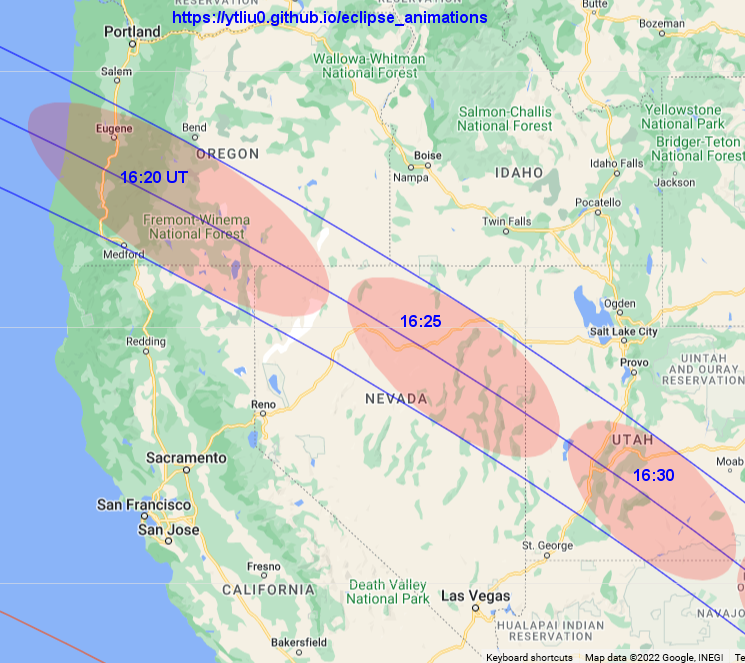 https://ytliu0.github.io/eclipse_animations
RESERVATION
RESERVATION
Butte
Portland
Bozeman
Salem
Wallowa-Whitman
National Forest
Salmon-Challis
National Forest
Yellowstone
National Park
Eugene
Bend
OREGON
Boise
Nampa
IDAHO
Idaho Falls
Bridger-Teton
National Forest
Jackson
16:20 UT
Pocatello
Fremont-Winema
National Forest
Twin Falls
Medford
Ogden
16:25
Salt Lake City
Redding
Provo
UINTAH
AND OURAY
RESERVATION
NEVADA
Reno
UTAH
Moab
Sacramento
16:30
San Francisco
San Jose
St. George
Fresno
CALIFORNIA
Death Valley
National Park
Las Vegas
NAVAJO
HUALAPAI INDIAN
RESERVATION
Bakersfield
Keyboard shortcuts Map data ©2022 Google, INEGI Te